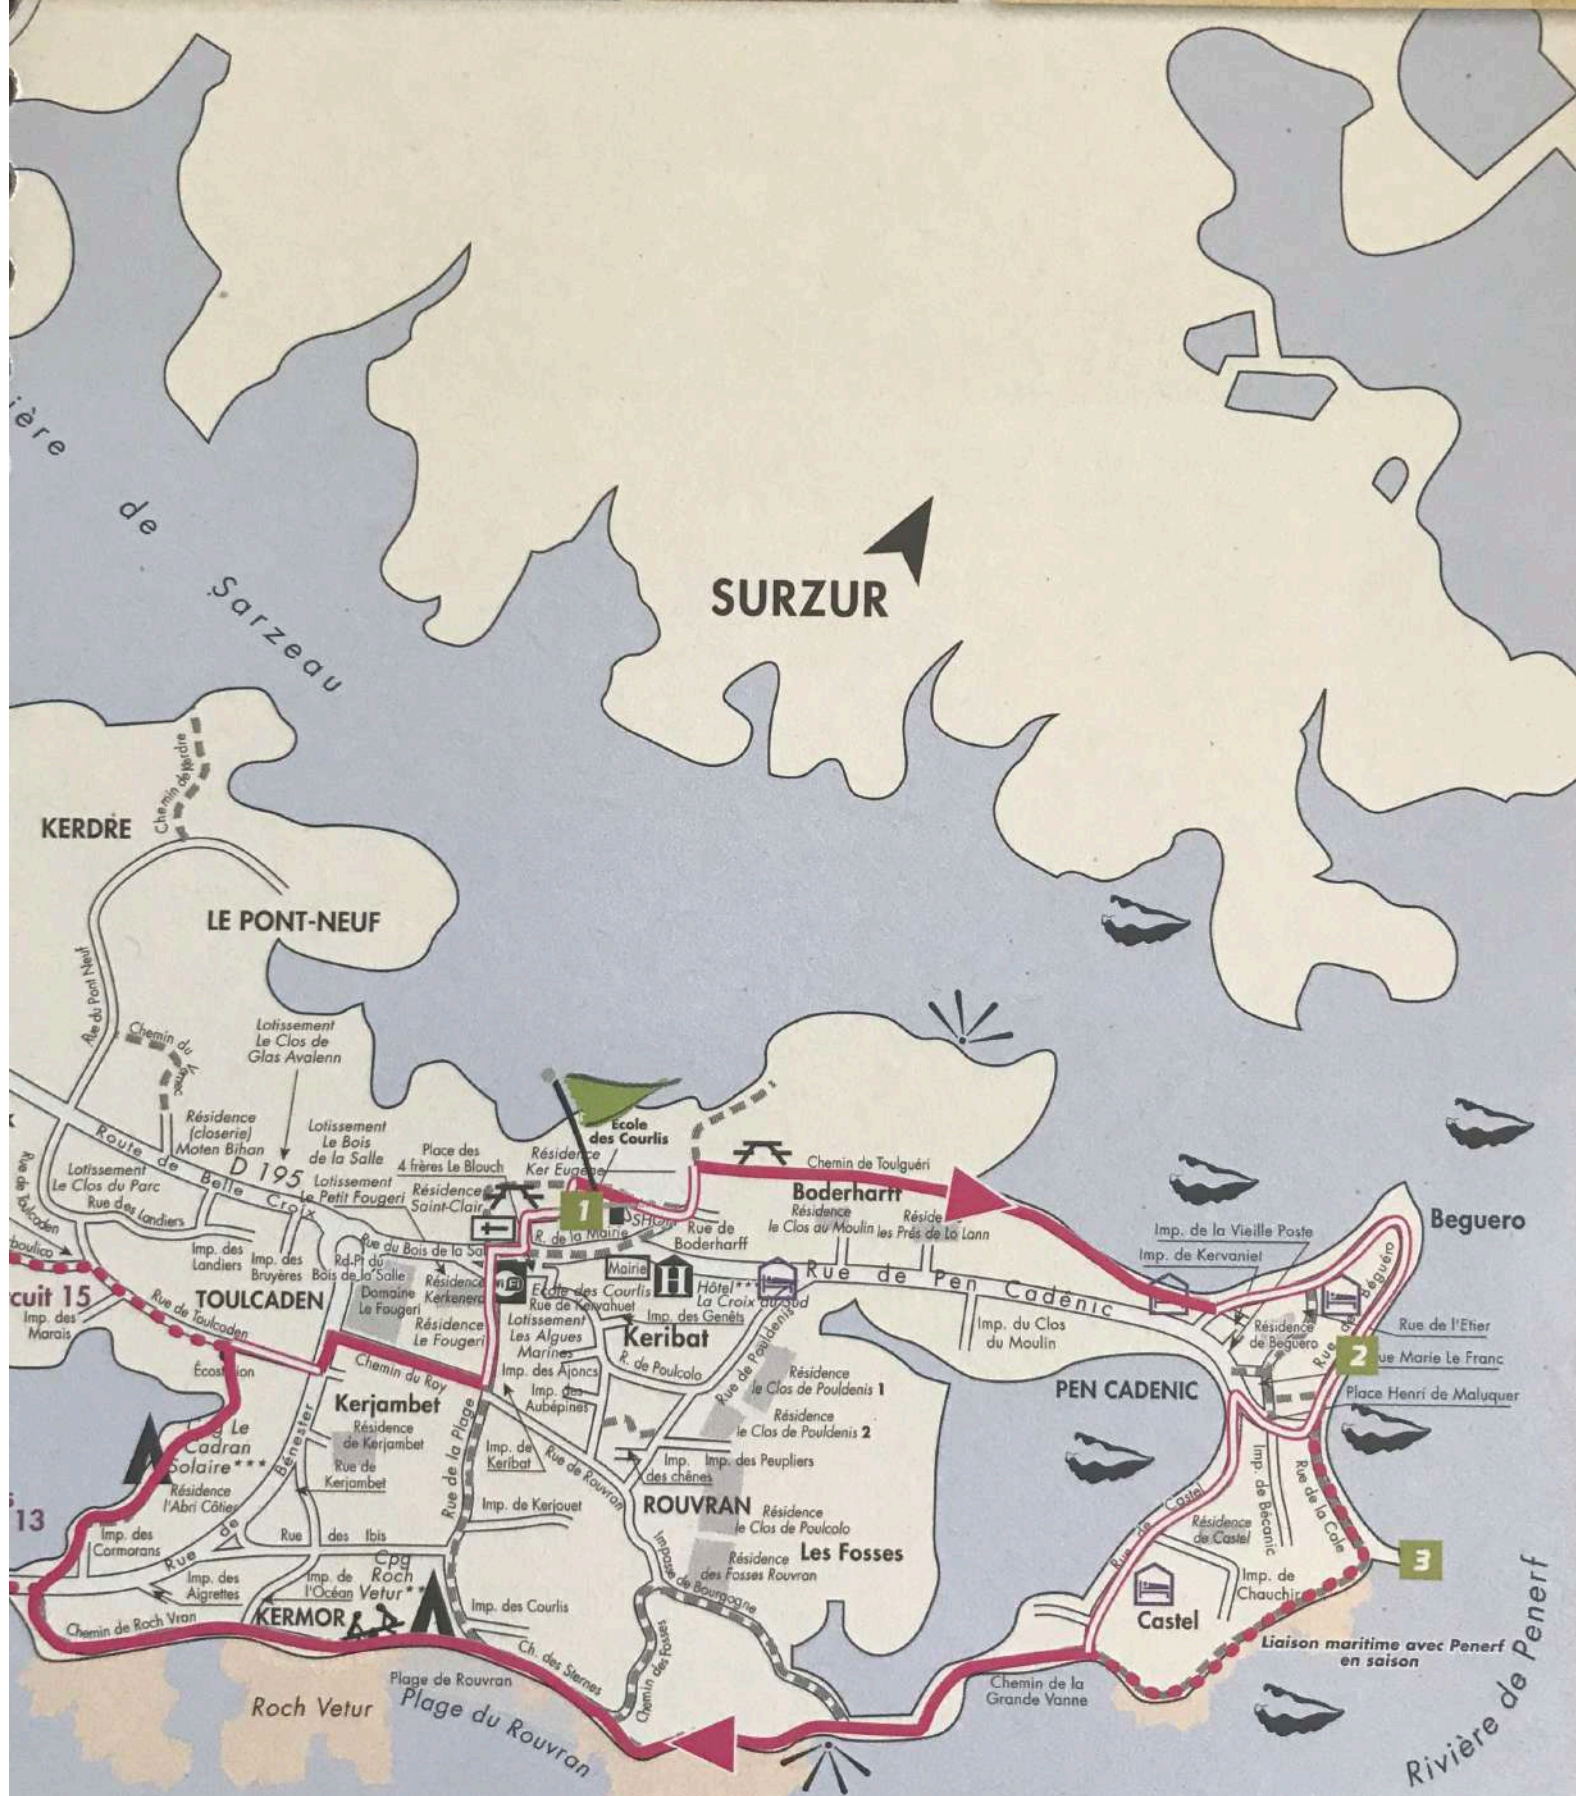 ière
de
Sarzeau
SURZUR
Chemin de Kerdre
KERDRE
LE PONT-NEUF
Rue du Pont Neuf
Chemin du
Lotissement
Le Clos de
Glas Avalenn
Résidence
(closerie)
Moten Bihan
Lotissement
Le Bois
de la Salle
Place des
4 frères Le Blouch
Résidence
Ker Eugène
École
des Courlis
Route de Belle Croix
D 195
Rue de Toulcaden
Lotissement
Le Clos du Parc
Rue des Landiers
Lotissement
Le Petit Fougeri
Résidence
Saint-Clair
1
R. de la Mairie
Rue de
Boderharff
Chemin de Toulguéri
Boderharff
Résidence
le Clos au Moulin
Réside
les Prés de Lo Lann
Imp. de la Vieille Poste
Imp. de Kervaniel
Beguero
boulico
cuit 15
Imp. des
Marais
Rue de Toulcaden
Imp. des
Landiers
Imp. des
Bruyères
Rd-Pt du
Bois de la Salle
Rue du Bois de la Sa
TOULCADEN
Domaine
Le Fougeri
Résidence
Kerkenero
Résidence
Le Fougeri
Mairie
H
École des Courlis
Rue de Kervahuet
Imp. des Genêts
Hôtel***
La Croix du Sud
Rue de Pen Cadénic
Lotissement
Les Algues
Marines
Keribat
Imp. du Clos
du Moulin
Résidence
de Beguero
Rue de Béguéro
Rue de l'Etier
2
ue Marie Le Franc
Place Henri de Maluquer
PEN CADENIC
Chemin du Roy
Imp. des Ajoncs
R. de Poulcolo
Imp. des
Aubépines
Rue de Pouldenis
Résidence
le Clos de Pouldenis 1
Résidence
le Clos de Pouldenis 2
Kerjambet
Résidence
de Kerjambet
Rue de
Kerjambet
Rue de la Plage
Imp. de
Keribat
Rue de Rouvran
Imp.
des chênes
Imp. des Peupliers
Le
Cadran
Solaire***
Résidence
l'Abri Côtier
Rue de Bénester
13
Imp. des
Cormorans
Rue des Ibis
Imp. de Kerjouet
ROUVRAN
Résidence
le Clos de Poulcolo
Les Fosses
Résidence
des Fosses Rouvran
Rue de Castel
Résidence
de Castel
Imp. de Bécanic
Rue de la Cale
3
Imp. de
Chauchir
Castel
Imp. des
Aigrettes
Imp. de
l'Océan
Cpg
Roch
Vetur**
Impasse de Bourgogne
Imp. des Courlis
KERMOR
Chemin de Roch Vran
Ch. des Sternes
Chemin des Fosses
Liaison maritime avec Penerf
en saison
Chemin de la
Grande Vanne
Plage de Rouvran
Roch Vetur
Plage du Rouvran
Rivière de Penerf